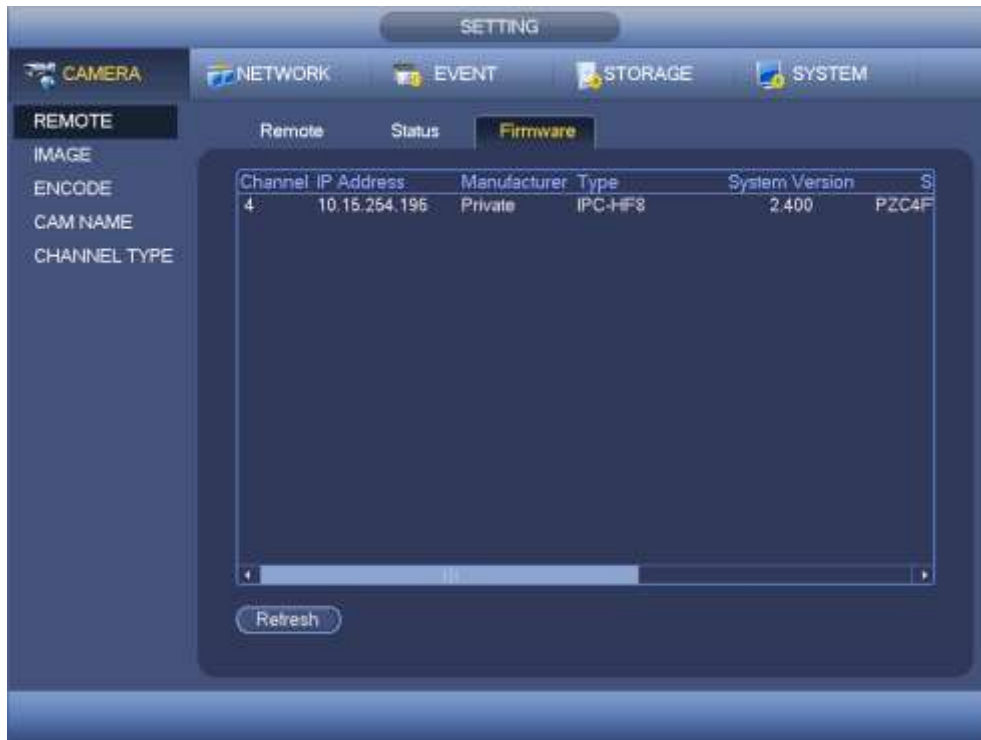 SETTING
CAMERA NETWORK EVENT STORAGE SYSTEM
REMOTE
IMAGE
ENCODE
CAM NAME
CHANNEL TYPE
Remote Status Firmware
Channel IP Address Manufacturer Type System Version S
4 10.15.254.196 Private IPC-HF8 2.400 PZC4F
Refresh